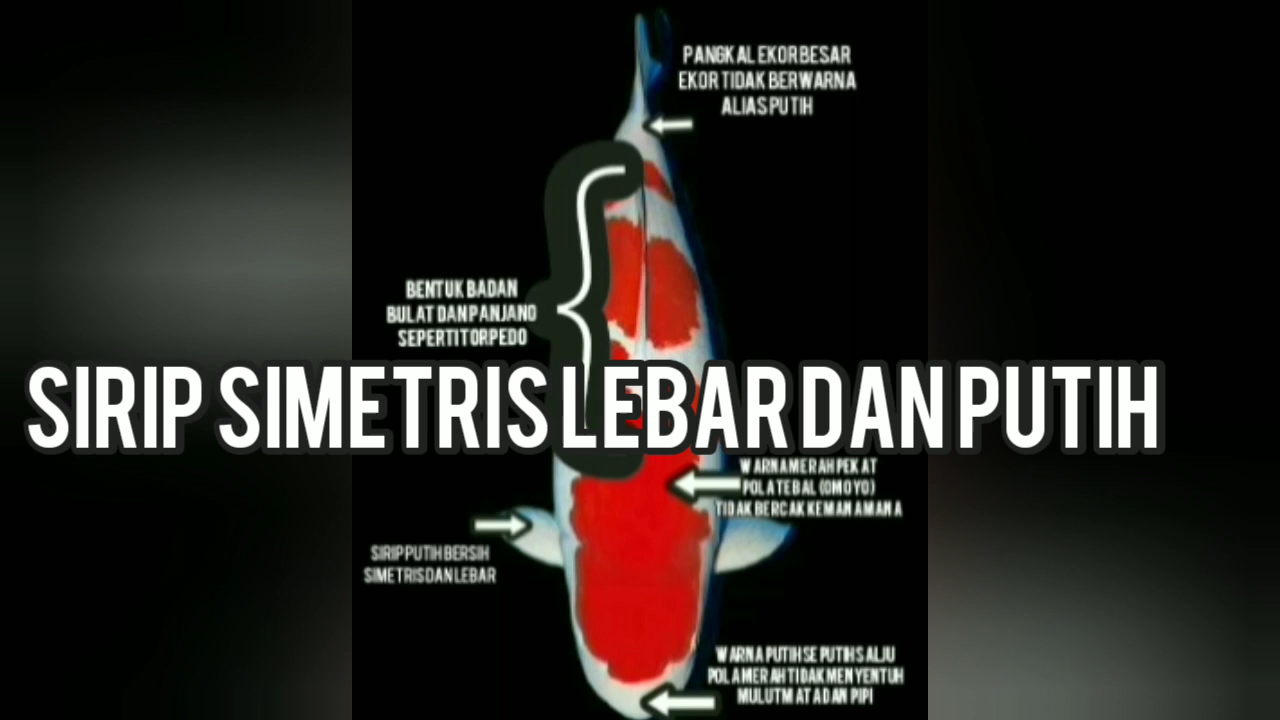 PANGKAL EKOR BESAR
EKOR TIDAK BERWARNA
ALIAS PUTIH
BENTUK BADAN
BULAT DAN PANJANG
SEPERTI TORPEDO
SIRIP SIMETRIS LEBAR DAN PUTIH
WARNA MERAH PEKAT
POLA TEBAL (OMOYO)
TIDAK BERCAK KEMANAMANA
SIRIP PUTIH BERSIH
SIMETRIS DAN LEBAR
WARNA PUTIH SE PUTIH SALJU
POLA MERAH TIDAK MENYENTUH
MULUT MATA DAN PIPI